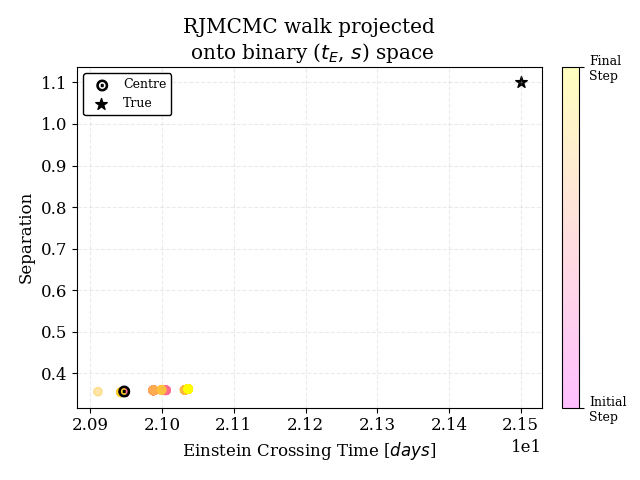 RJMCMC walk projected
onto binary (t_E, s) space
Centre
True
Separation
1.1
1.0
0.9
0.8
0.7
0.6
0.5
0.4
2.09 2.10 2.11 2.12 2.13 2.14 2.15
1e1
Einstein Crossing Time [days]
Final
Step
Initial
Step